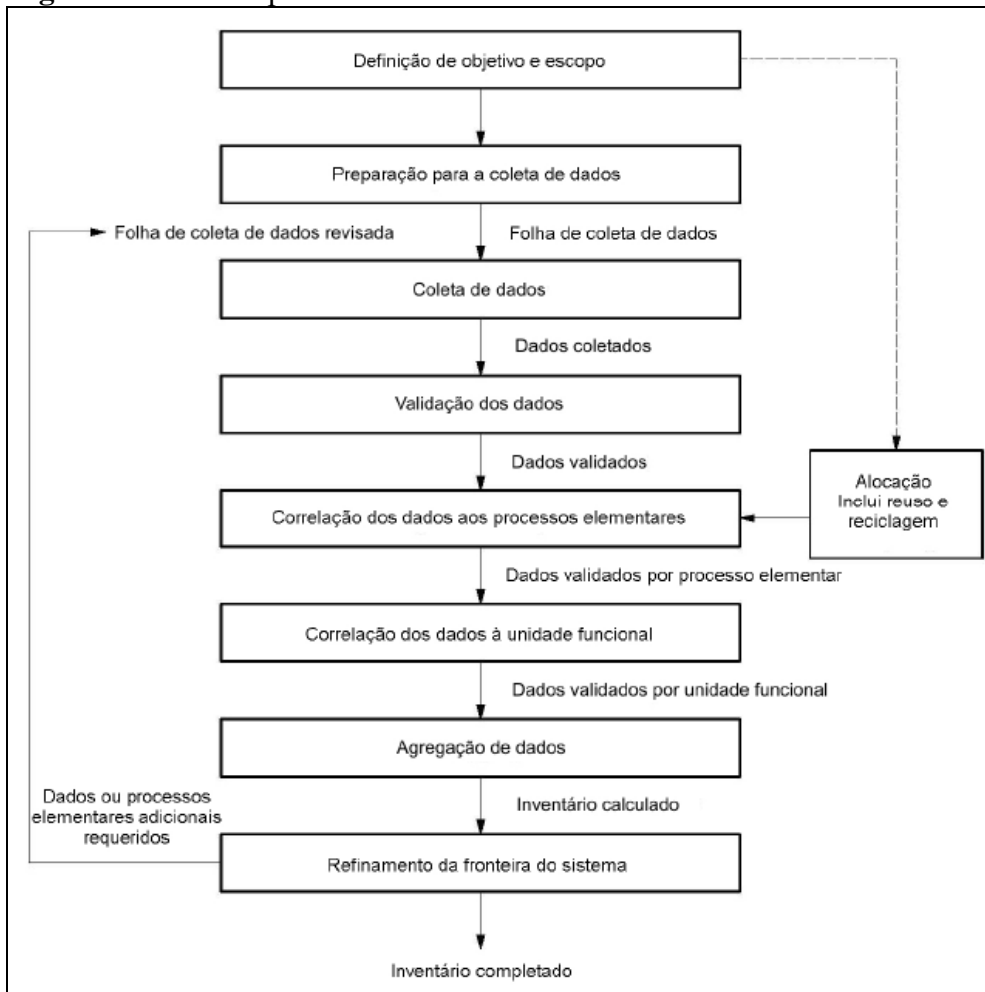 Definição de objetivo e escopo
Preparação para a coleta de dados
Folha de coleta de dados revisada
Folha de coleta de dados
Coleta de dados
Dados coletados
Validação dos dados
Dados validados
Alocação
Inclui reuso e
reciclagem
Correlação dos dados aos processos elementares
Dados validados por processo elementar
Correlação dos dados à unidade funcional
Dados validados por unidade funcional
Agregação de dados
Inventário calculado
Dados ou processos
elementares adicionais
requeridos
Refinamento da fronteira do sistema
Inventário completado